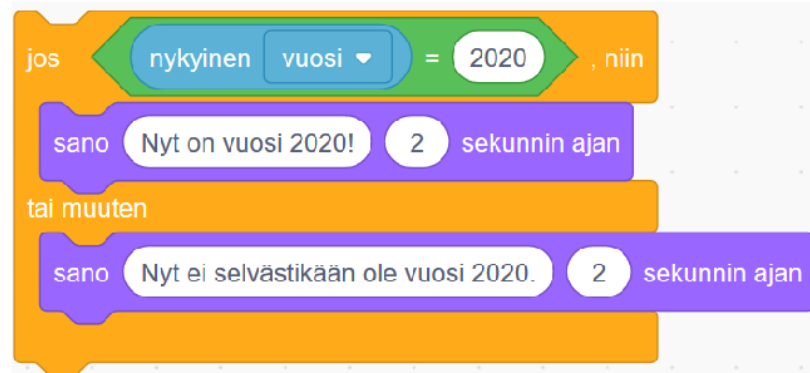 jos nykyinen vuosi = 2020 , niin
sano Nyt on vuosi 2020! 2 sekunnin ajan
tai muuten
sano Nyt ei selvästikään ole vuosi 2020. 2 sekunnin ajan